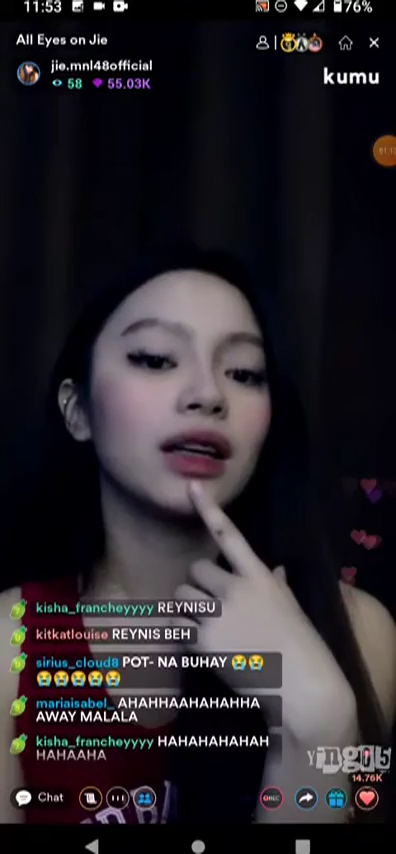 11:53
76%
All Eyes on Jie
jie.mnl48official
58 55.03K
kumu
kisha_francheyyyy REYNISU
kitkatlouise REYNIS BEH
sirius_cloud8 POT- NA BUHAY 😭😭
😭😭😭😭😭
mariaisabel_ AHAHHAAHAHAHHA
AWAY MALALA
kisha_francheyyyy HAHAHAHAHAH
HAHAAHA
14.76K
Chat